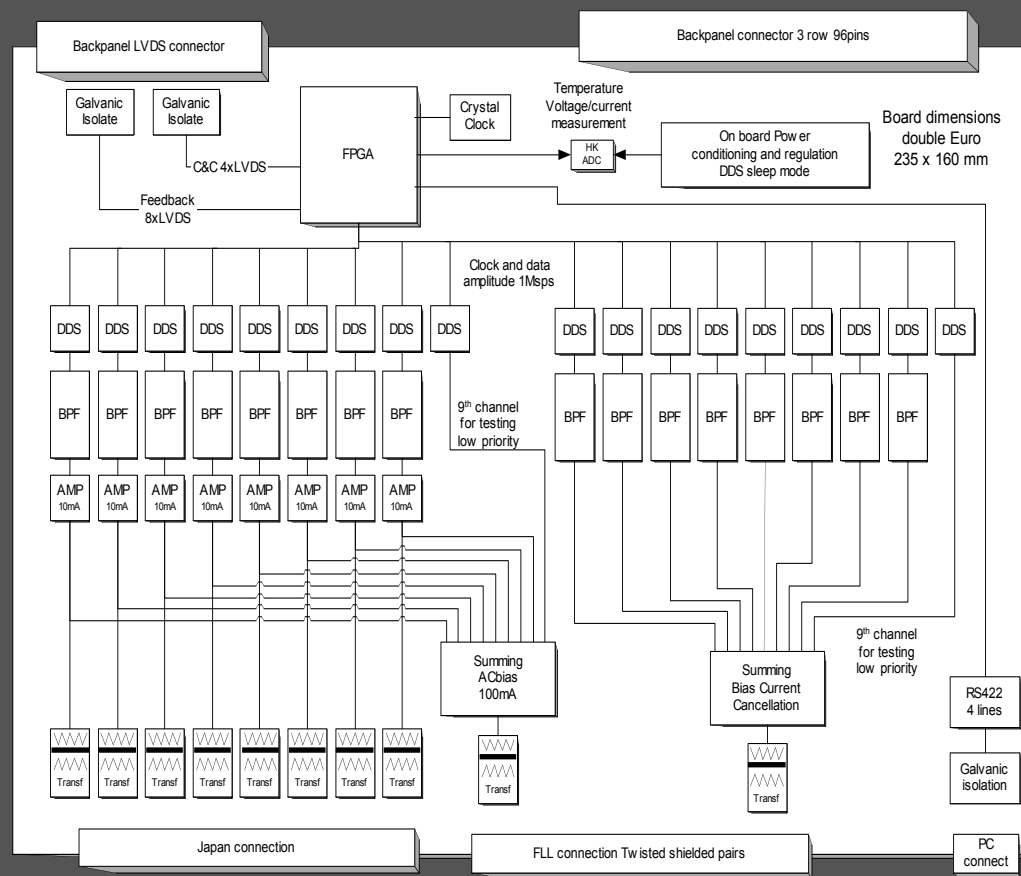 Backpanel LVDS connector
Backpanel connector 3 row 96pins
Galvanic
Isolate
Galvanic
Isolate
FPGA
Crystal
Clock
Temperature
Voltage/current
measurement
HK
ADC
On board Power
conditioning and regulation
DDS sleep mode
Board dimensions
double Euro
235 x 160 mm
C&C 4xLVDS
Feedback
8xLVDS
Clock and data
amplitude 1Msps
DDS DDS DDS DDS DDS DDS DDS DDS DDS
DDS DDS DDS DDS DDS DDS DDS DDS DDS
BPF BPF BPF BPF BPF BPF BPF BPF
9th channel
for testing
low priority
BPF BPF BPF BPF BPF BPF BPF BPF
AMP AMP AMP AMP AMP AMP AMP AMP
10mA 10mA 10mA 10mA 10mA 10mA 10mA 10mA
Summing
ACbias
100mA
Summing
Bias Current
Cancellation
9th channel
for testing
low priority
RS422
4 lines
Transf Transf Transf Transf Transf Transf Transf Transf
Transf
Transf
Galvanic
isolation
Japan connection
FLL connection Twisted shielded pairs
PC
connect